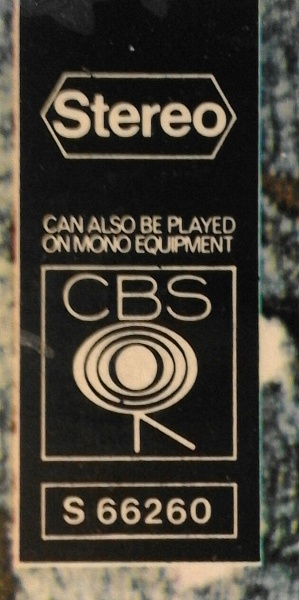 Stereo
CAN ALSO BE PLAYED
ON MONO EQUIPMENT
CBS
S 66260